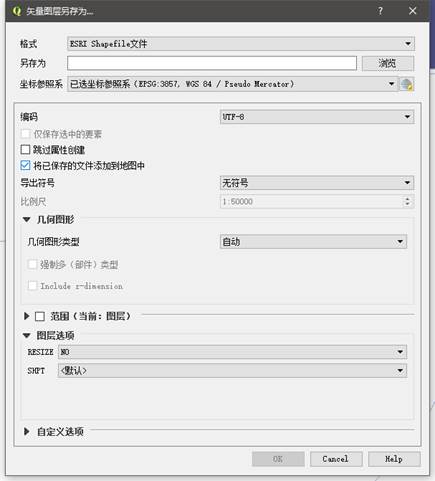 矢量图层另存为...
格式 ESRI Shapefile文件
另存为 浏览
坐标参照系 已选坐标参照系 (EPSG:3857, WGS 84 / Pseudo Mercator)
编码 UTF-8
仅保存选中的要素
跳过属性创建
将已保存的文件添加到地图中
导出符号 无符号
比例尺 1:50000
几何图形
几何图形类型 自动
强制多（部件）类型
Include z-dimension
范围（当前：图层）
图层选项
RESIZE NO
SHPT <默认>
自定义选项
OK Cancel Help